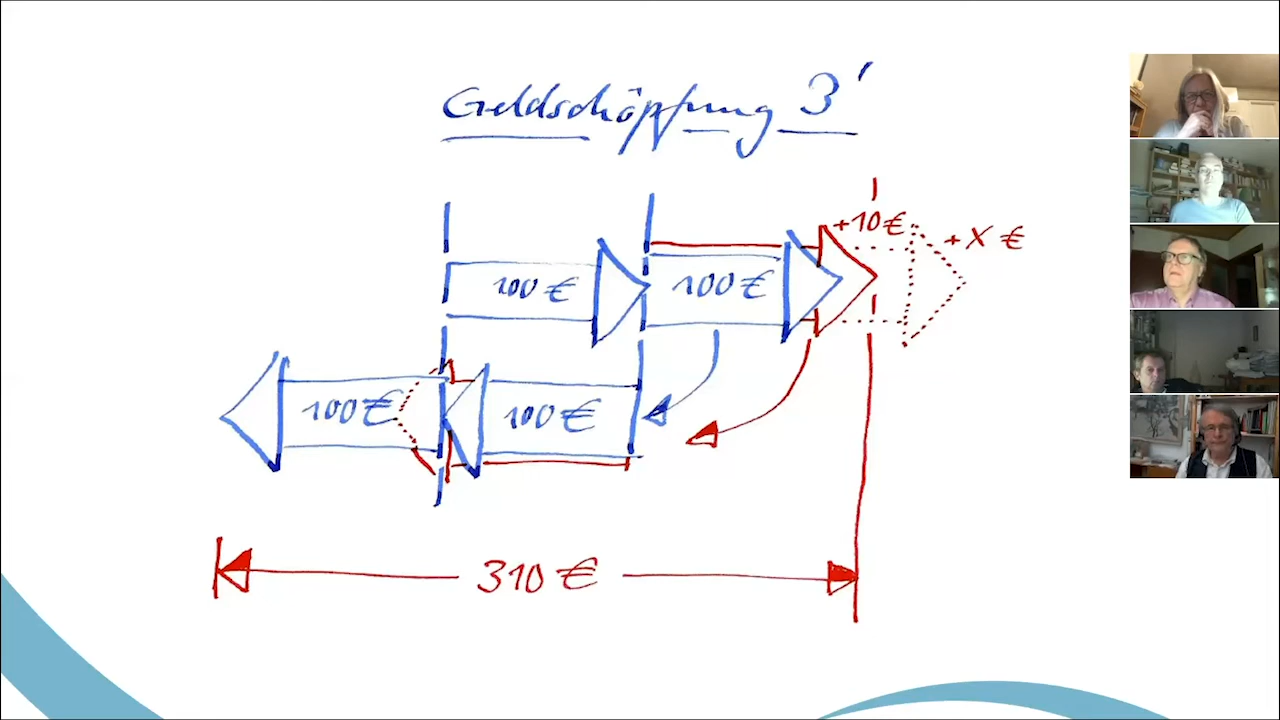 Geldschöpfung 3'
+10 €
+ X €
100 € 100 €
100 € 100 €
310 €